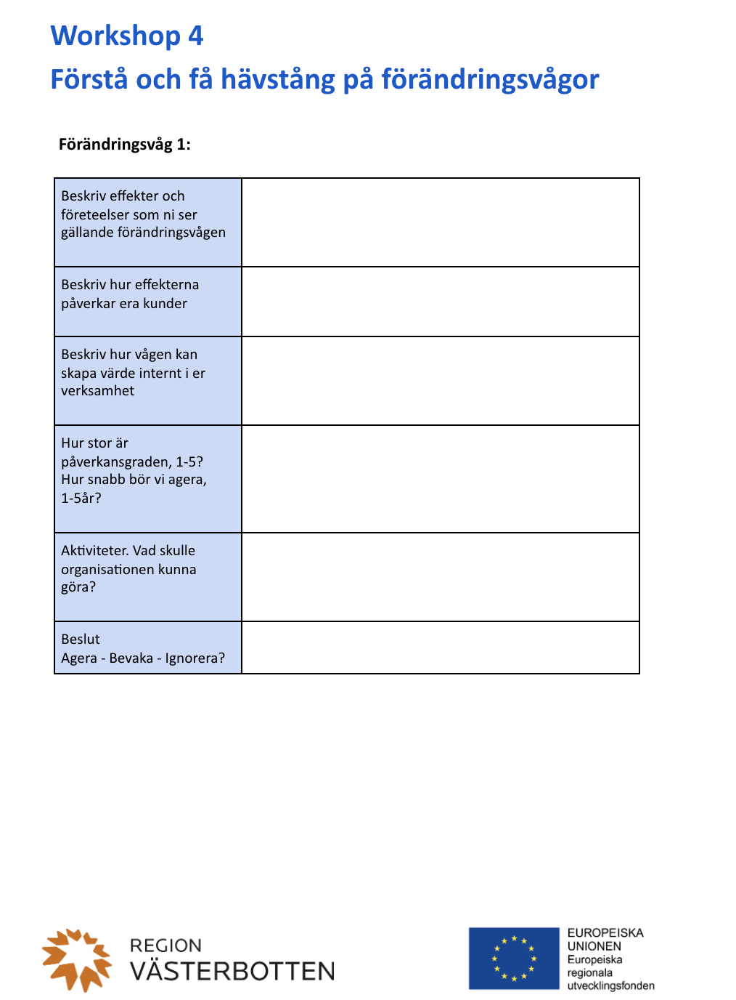 Workshop 4
Förstå och få hävstång på förändringsvågor
Förändringsvåg 1:
Beskriv effekter och
företeelser som ni ser
gällande förändringsvågen
Beskriv hur effekterna
påverkar era kunder
Beskriv hur vågen kan
skapa värde internt i er
verksamhet
Hur stor är
påverkansgraden, 1-5?
Hur snabb bör vi agera,
1-5år?
Aktiviteter. Vad skulle
organisationen kunna
göra?
Beslut
Agera - Bevaka - Ignorera?
REGION
VÄSTERBOTTEN
EUROPEISKA
UNIONEN
Europeiska
regionala
utvecklingsfonden